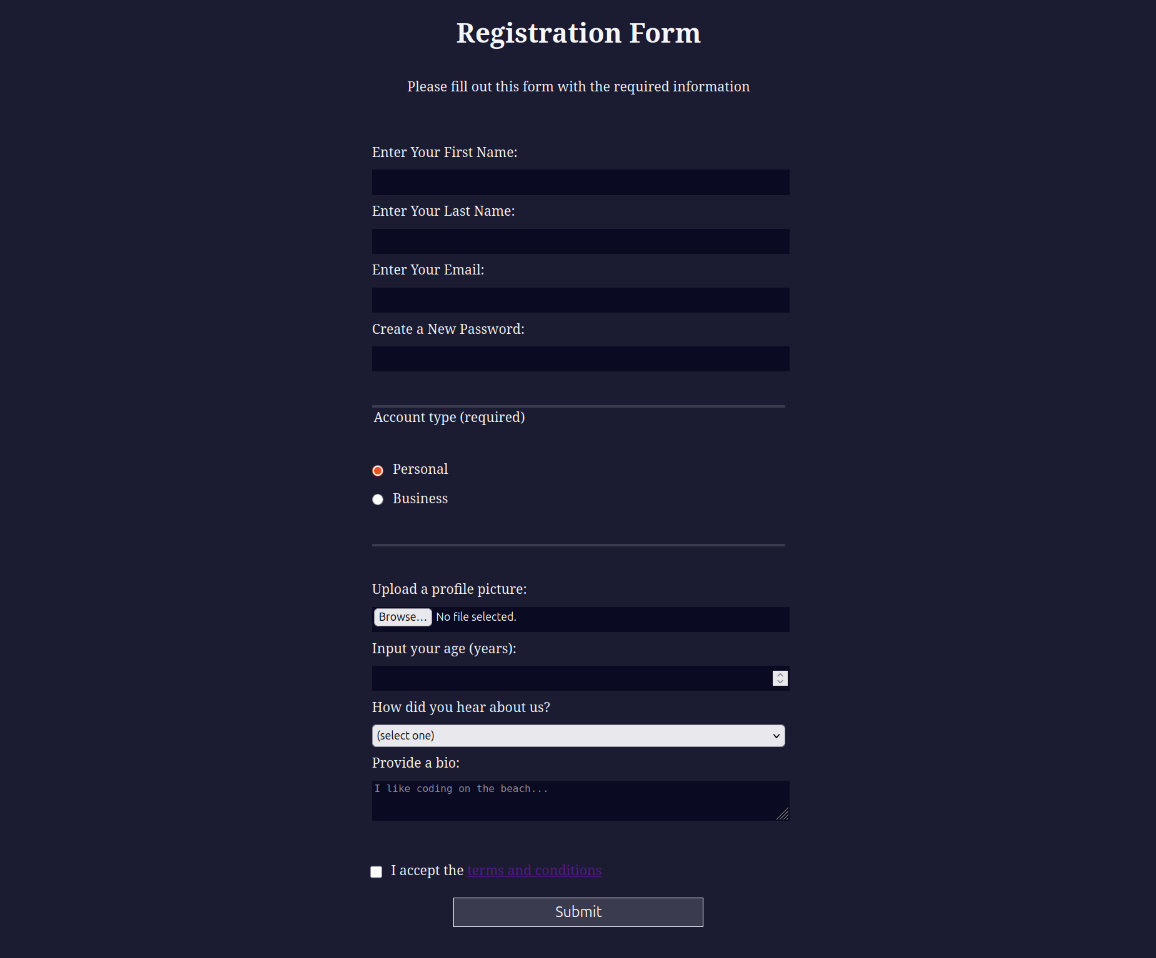 Registration Form
Please fill out this form with the required information
Enter Your First Name:
Enter Your Last Name:
Enter Your Email:
Create a New Password:
Account type (required)
Personal
Business
Upload a profile picture:
Browse... No file selected.
Input your age (years):
How did you hear about us?
(select one)
Provide a bio:
I like coding on the beach...
I accept the terms and conditions
Submit